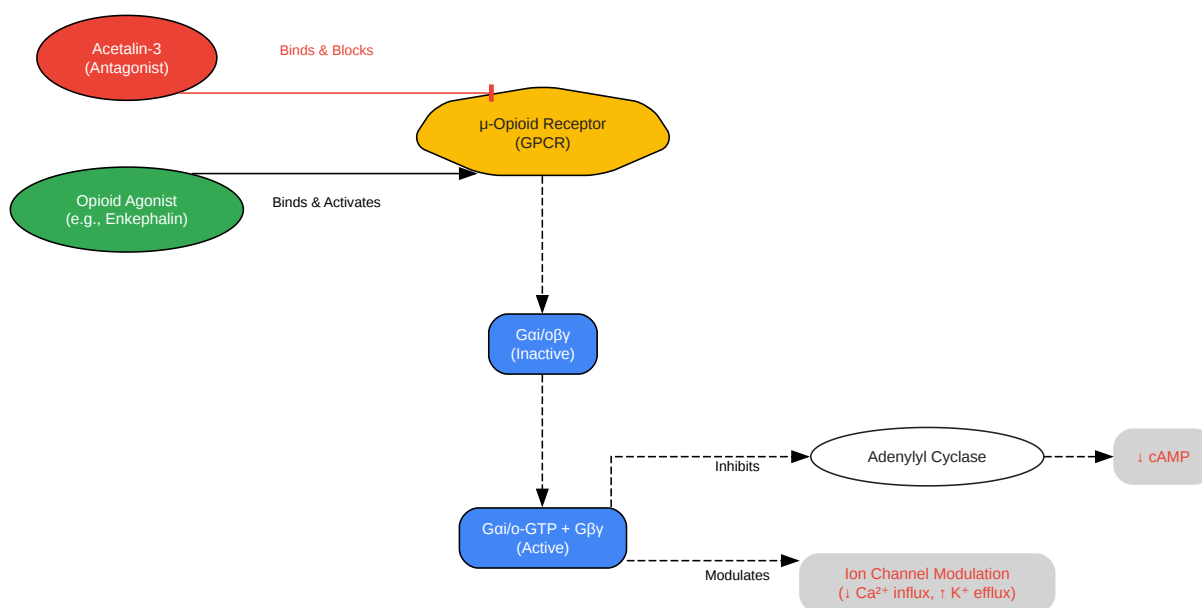 Acetalin-3
(Antagonist)
Binds & Blocks
μ-Opioid Receptor
(GPCR)
Opioid Agonist
(e.g., Enkephalin)
Binds & Activates
Gαi/oβγ
(Inactive)
Adenylyl Cyclase
↓ cAMP
Inhibits
Gαi/o-GTP + Gβγ
(Active)
Modulates
Ion Channel Modulation
(↓ Ca²⁺ influx, ↑ K⁺ efflux)